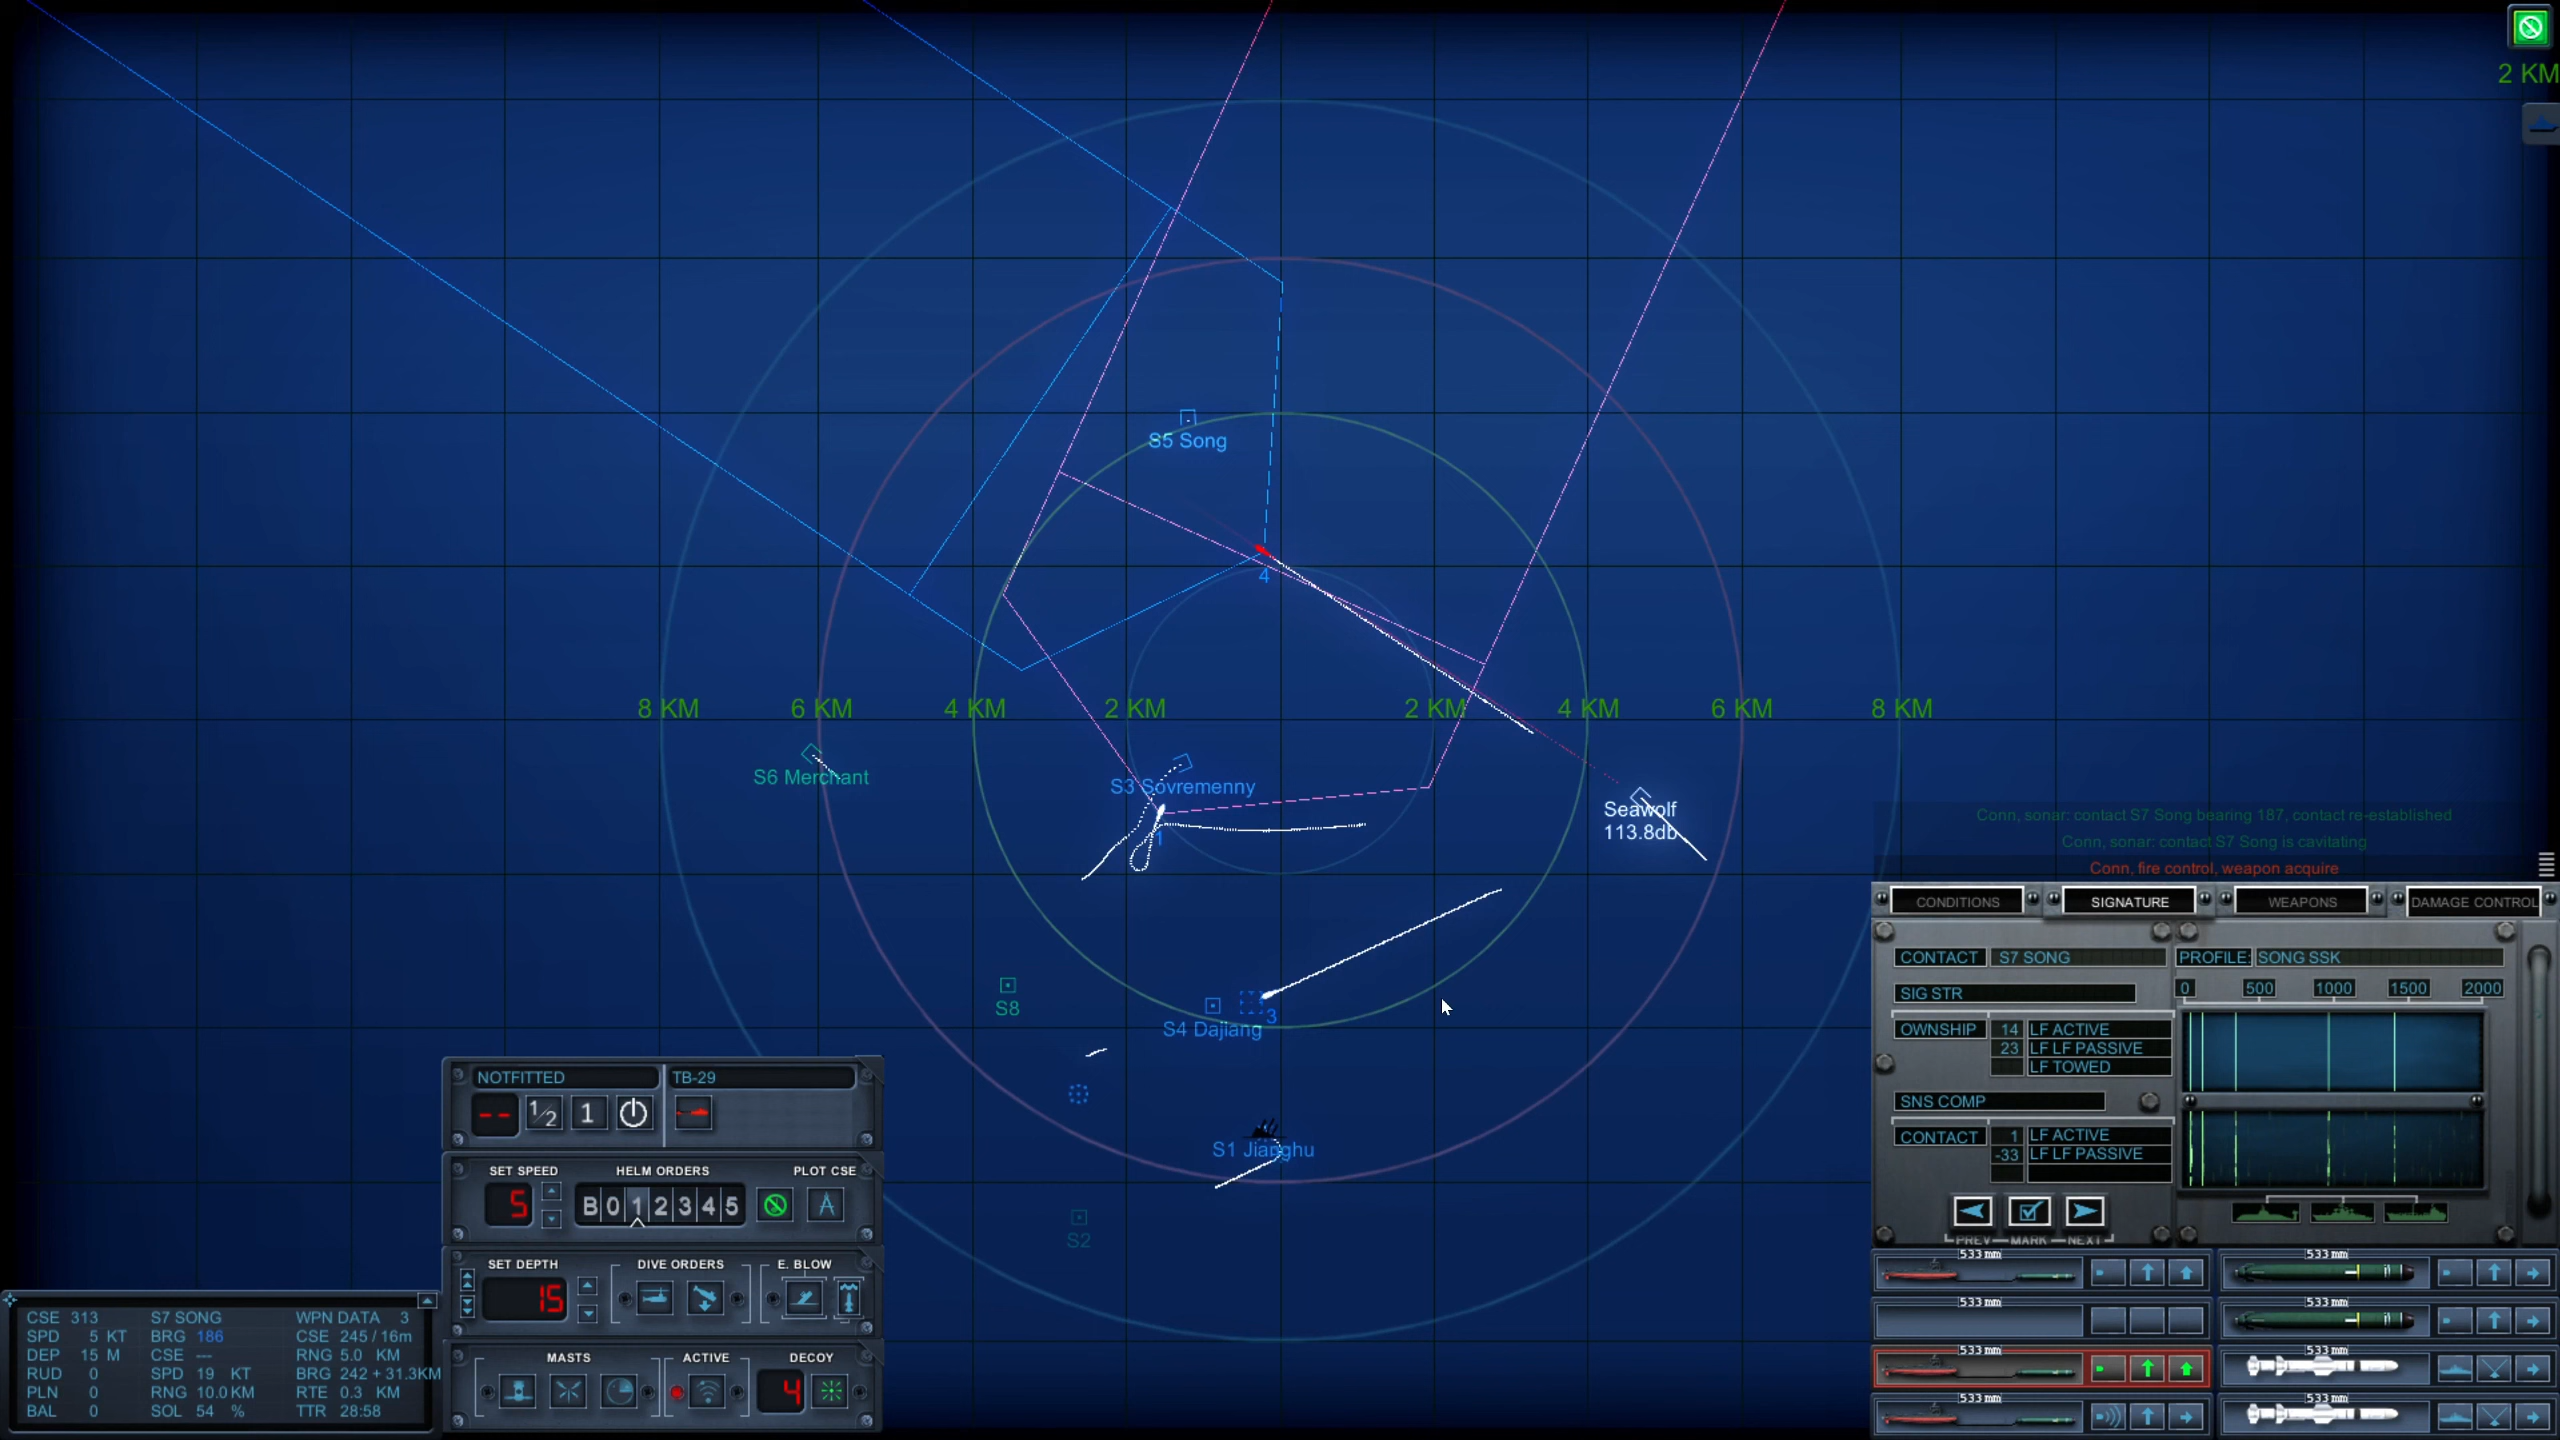 2 KM
S5 Song
4
8 KM
6 KM
4 KM
2 KM
2 KM
4 KM
6 KM
8 KM
S6 Merchant
S3 Sovremenny
1
Seawolf
113.8db
S8
S4 Dajiang
3
S1 Jianghu
S2
Conn, sonar: contact S7 Song bearing 187, contact re-established
Conn, sonar: contact S7 Song is cavitating
Conn, fire control, weapon acquire
CONDITIONS
SIGNATURE
WEAPONS
DAMAGE CONTROL
CONTACT S7 SONG
PROFILE: SONG SSK
SIG STR
0 500 1000 1500 2000
OWNSHIP 14 LF ACTIVE
23 LF LF PASSIVE
LF TOWED
SNS COMP
CONTACT 1 LF ACTIVE
-33 LF LF PASSIVE
PREV MARK NEXT
533 mm
533 mm
533 mm
533 mm
533 mm
533 mm
533 mm
533 mm
NOTFITTED
TB-29
-- 1/2 1
SET SPEED
HELM ORDERS
PLOT CSE
5
B 0 1 2 3 4 5
SET DEPTH
DIVE ORDERS
E. BLOW
15
MASTS
ACTIVE
DECOY
4
CSE 313
SPD 5 KT
DEP 15 M
RUD 0
PLN 0
BAL 0
S7 SONG
BRG 186
CSE ---
SPD 19 KT
RNG 10.0 KM
SOL 54 %
WPN DATA 3
CSE 245 / 16m
RNG 5.0 KM
BRG 242 + 31.3KM
RTE 0.3 KM
TTR 28:58